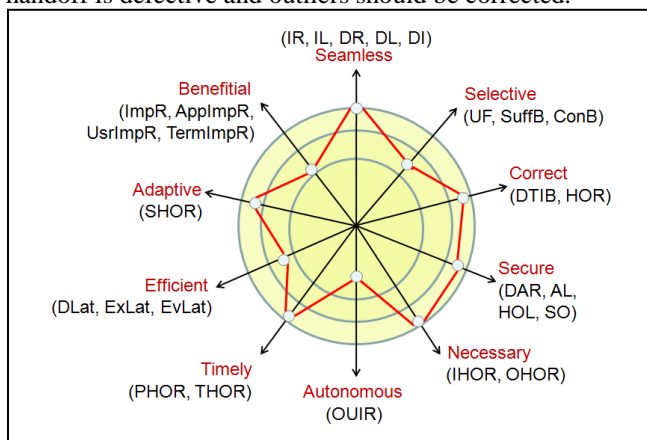 handoff is defective and outliers should be corrected.
(IR, IL, DR, DL, DI)
Seamless
Benefitial
(ImpR, AppImpR,
UsrImpR, TermImpR)
Selective
(UF, SuffB, ConB)
Adaptive
(SHOR)
Correct
(DTIB, HOR)
Efficient
(DLat, ExLat, EvLat)
Secure
(DAR, AL,
HOL, SO)
Timely
(PHOR, THOR)
Autonomous
(OUIR)
Necessary
(IHOR, OHOR)